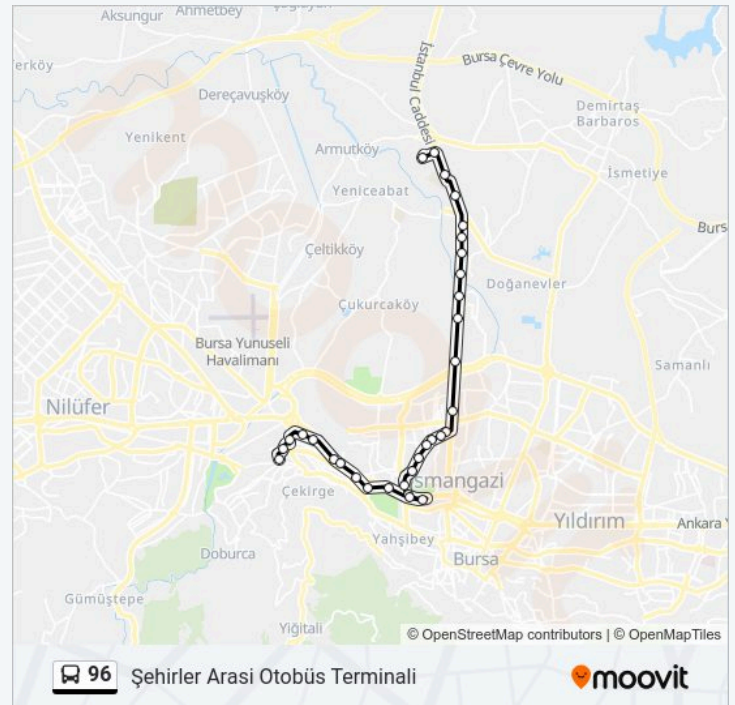 Aksungur
Ahmetbey
erköy
Dereçavuşköy
İstanbul Caddesi
Bursa Çevre Yolu
Yenikent
Armutköy
Demirtaş
Barbaros
İsmetiye
Yeniceabat
Burs
Çeltikköy
Doğanevler
Çukurcaköy
Bursa Yunuseli
Havalimanı
Samanlı
Nilüfer
Çekirge
smangazi
Yıldırım
Ankara Y
Yahşibey
Bursa
Doburca
Gümüştepe
Yiğitali
© OpenStreetMap contributors | © OpenMapTiles
96 Şehirler Arasi Otobüs Terminali
moovit